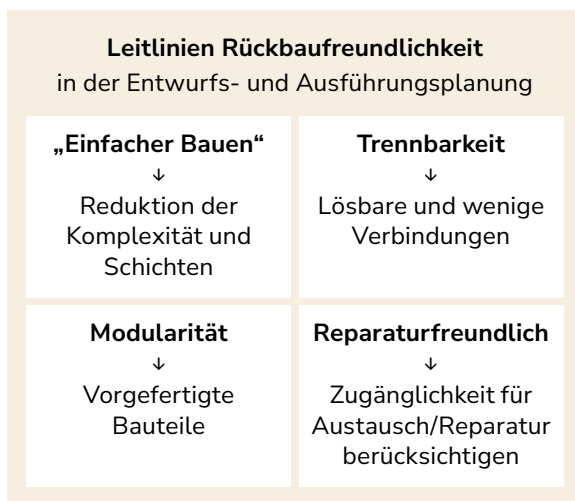 Leitlinien Rückbaufreundlichkeit
in der Entwurfs- und Ausführungsplanung
„Einfacher Bauen“
↓
Reduktion der
Komplexität und
Schichten
Trennbarkeit
↓
Lösbare und wenige
Verbindungen
Modularität
↓
Vorgefertigte
Bauteile
Reparaturfreundlich
↓
Zugänglichkeit für
Austausch/Reparatur
berücksichtigen